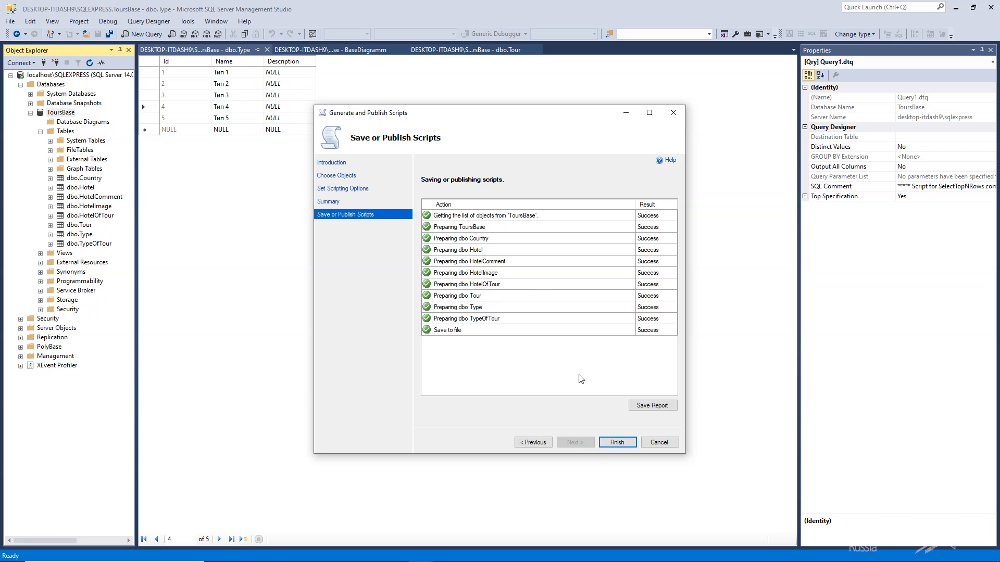 DESKTOP-ITDASH9\SQLEXPRESS.ToursBase - dbo.Type - Microsoft SQL Server Management Studio
Quick Launch (Ctrl+Q)
File Edit View Project Debug Query Designer Tools Window Help
New Query
MDX DMX XMLA DAX
Generic Debugger
SQL
Change Type
Object Explorer
Connect
localhost\SQLEXPRESS (SQL Server 14.0
Databases
System Databases
Database Snapshots
ToursBase
Database Diagrams
Tables
System Tables
FileTables
External Tables
Graph Tables
dbo.Country
dbo.Hotel
dbo.HotelComment
dbo.HotelImage
dbo.HotelOfTour
dbo.Tour
dbo.Type
dbo.TypeOfTour
Views
External Resources
Synonyms
Programmability
Service Broker
Storage
Security
Security
Server Objects
Replication
PolyBase
Management
XEvent Profiler
DESKTOP-ITDASH9\S...rsBase - dbo.Type
DESKTOP-ITDASH9\...se - BaseDiagramm
DESKTOP-ITDASH9\S...rsBase - dbo.Tour
Id Name Description
1 Тип 1 NULL
2 Тип 2 NULL
3 Тип 3 NULL
4 Тип 4 NULL
5 Тип 5 NULL
NULL NULL NULL
4 of 5
Generate and Publish Scripts
Save or Publish Scripts
Introduction
Choose Objects
Set Scripting Options
Summary
Save or Publish Scripts
Help
Saving or publishing scripts.
Action Result
Getting the list of objects from 'ToursBase'. Success
Preparing ToursBase Success
Preparing dbo.Country Success
Preparing dbo.Hotel Success
Preparing dbo.HotelComment Success
Preparing dbo.HotelImage Success
Preparing dbo.HotelOfTour Success
Preparing dbo.Tour Success
Preparing dbo.Type Success
Preparing dbo.TypeOfTour Success
Save to file Success
Save Report
< Previous Next > Finish Cancel
Properties
[Qry] Query1.dtq
(Identity)
(Name) Query1.dtq
Database Name ToursBase
Server Name desktop-itdash9\sqlexpress
Query Designer
Destination Table
Distinct Values No
GROUP BY Extension <None>
Output All Columns No
Query Parameter List No parameters have been specified
SQL Comment ***** Script for SelectTopNRows com
Top Specification Yes
(Identity)
Russia
Ready